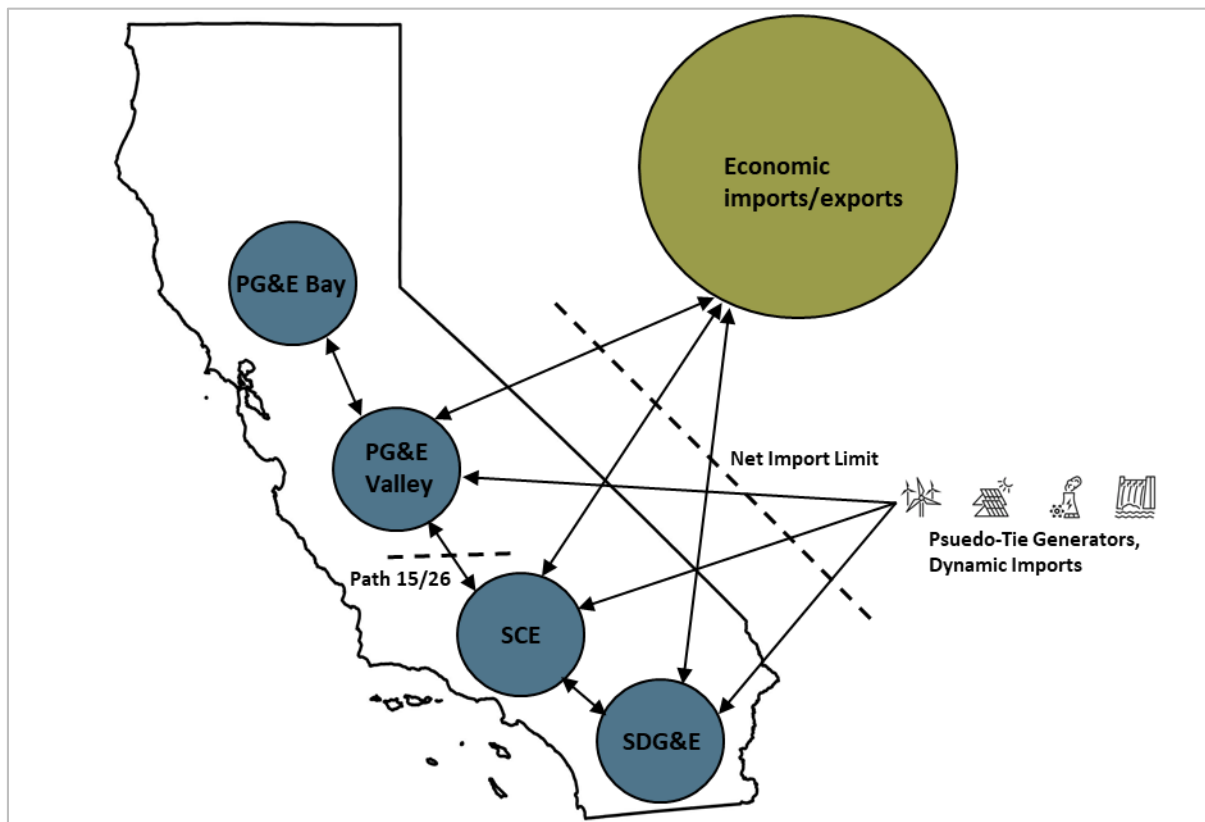 Economic
imports/exports
PG&E Bay
PG&E
Valley
Net Import Limit
Psuedo-Tie Generators,
Dynamic Imports
Path 15/26
SCE
SDG&E